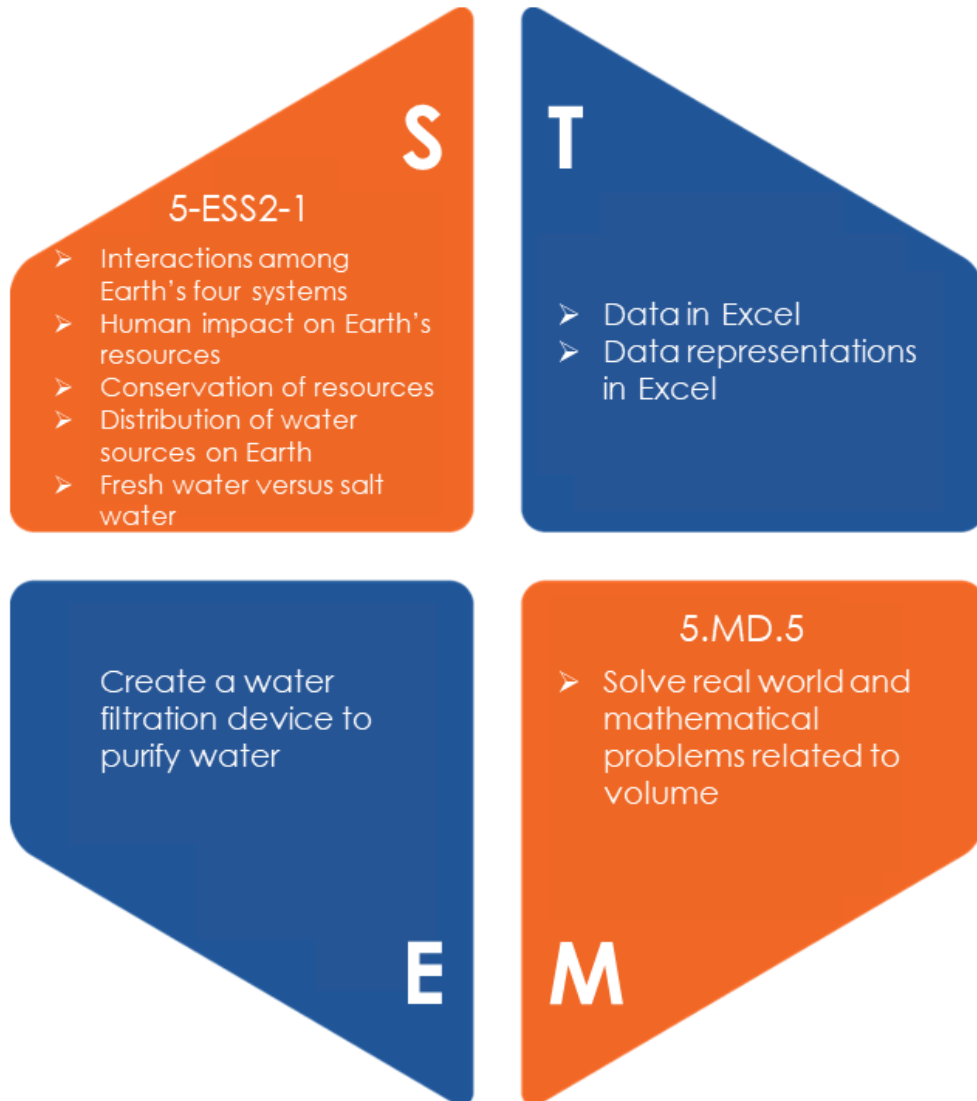 S
5-ESS2-1
➢ Interactions among
Earth’s four systems
➢ Human impact on Earth’s
resources
➢ Conservation of resources
➢ Distribution of water
sources on Earth
➢ Fresh water versus salt
water
T
➢ Data in Excel
➢ Data representations
in Excel
Create a water
filtration device to
purify water
E
5.MD.5
➢ Solve real world and
mathematical
problems related to
volume
M